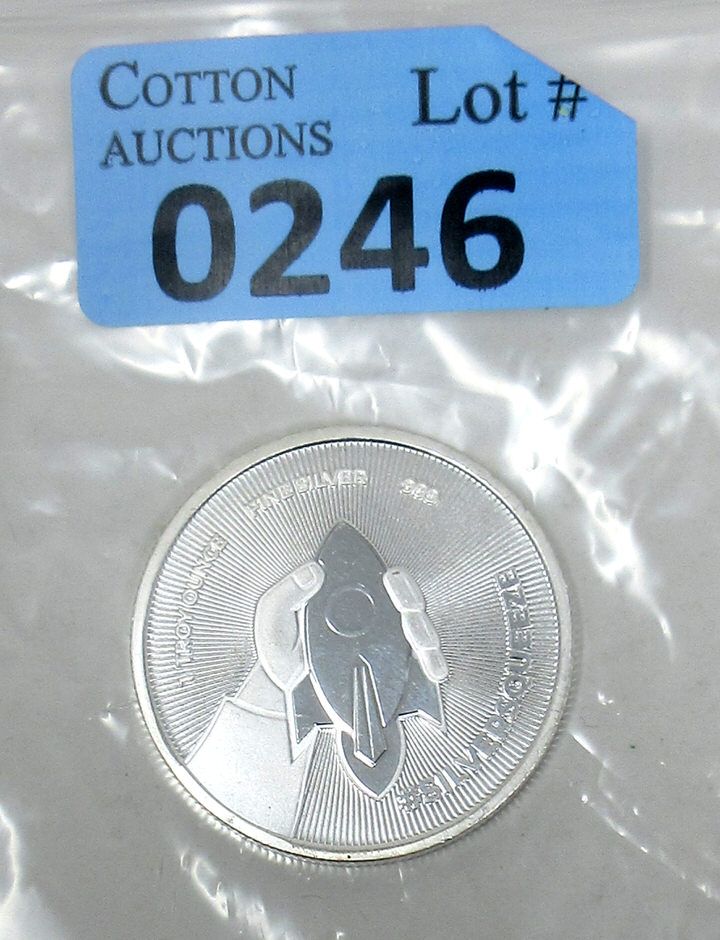 COTTON
AUCTIONS
Lot #
0246
1 TROY OUNCE FINE SILVER .999
#SILVERSQUEEZE